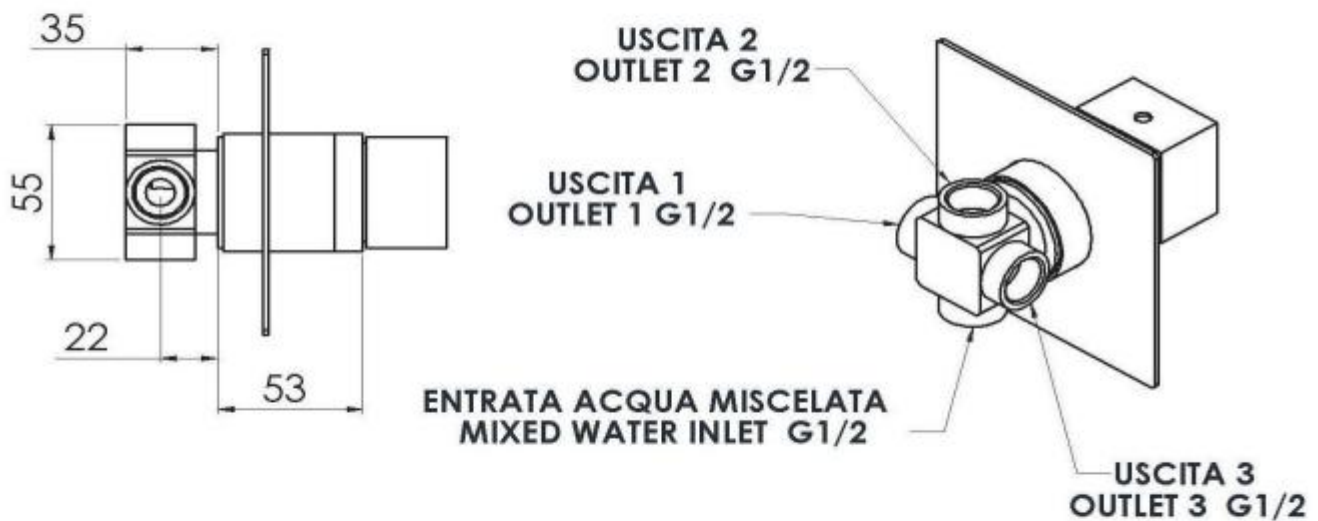 35
55
22
53
USCITA 2
OUTLET 2 G1/2
USCITA 1
OUTLET 1 G1/2
ENTRATA ACQUA MISCELATA
MIXED WATER INLET G1/2
USCITA 3
OUTLET 3 G1/2